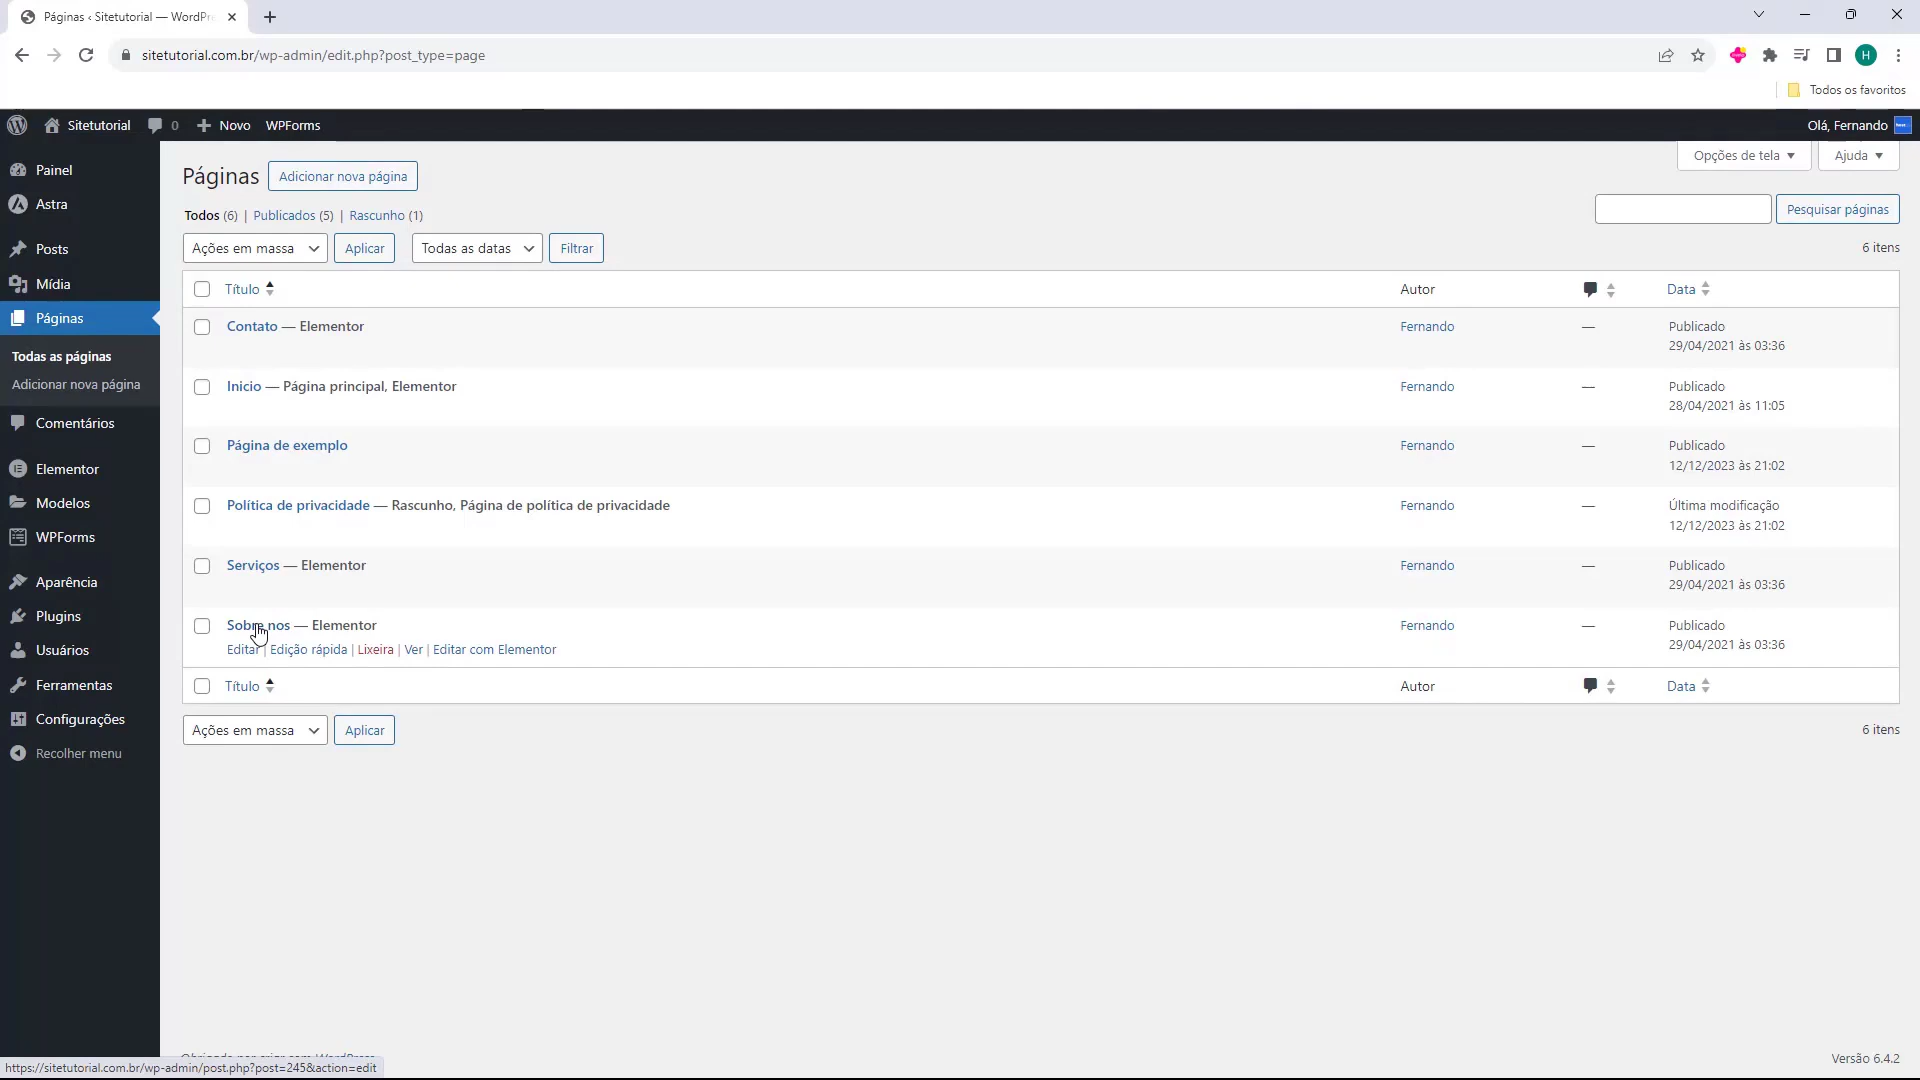 Páginas ‹ Sitetutorial — WordPr
sitetutorial.com.br/wp-admin/edit.php?post_type=page
H
Todos os favoritos
Sitetutorial 0 Novo WPForms Olá, Fernando
Painel
Astra
Posts
Mídia
Páginas
Todas as páginas
Adicionar nova página
Comentários
Elementor
Modelos
WPForms
Aparência
Plugins
Usuários
Ferramentas
Configurações
Recolher menu
Opções de tela Ajuda
Páginas Adicionar nova página
Todos (6) | Publicados (5) | Rascunho (1)
Pesquisar páginas
Ações em massa Aplicar Todas as datas Filtrar 6 itens
Título Autor Data
Contato — Elementor Fernando — Publicado
29/04/2021 às 03:36
Inicio — Página principal, Elementor Fernando — Publicado
28/04/2021 às 11:05
Página de exemplo Fernando — Publicado
12/12/2023 às 21:02
Política de privacidade — Rascunho, Página de política de privacidade Fernando — Última modificação
12/12/2023 às 21:02
Serviços — Elementor Fernando — Publicado
29/04/2021 às 03:36
Sobre nos — Elementor Fernando — Publicado
29/04/2021 às 03:36
Editar | Edição rápida | Lixeira | Ver | Editar com Elementor
Título Autor Data
Ações em massa Aplicar 6 itens
Obrigado por criar com WordPress
Versão 6.4.2
https://sitetutorial.com.br/wp-admin/post.php?post=245&action=edit